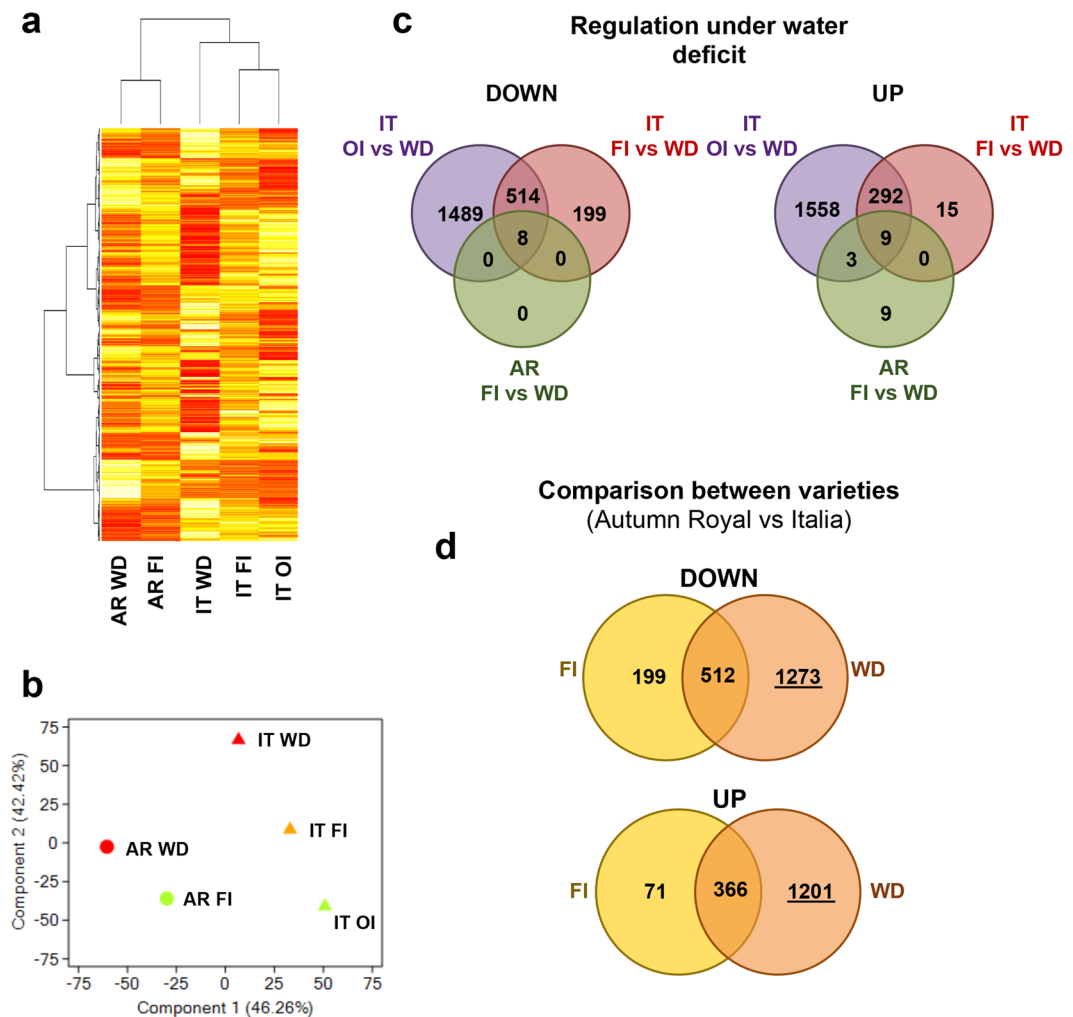 a
AR WD
AR FI
IT WD
IT FI
IT OI
b
75
50
25
0
-25
-50
-75
Component 2 (42.42%)
IT WD
IT FI
AR WD
AR FI
IT OI
-75
-50
-25
0
25
50
75
Component 1 (46.26%)
c
Regulation under water
deficit
DOWN
IT
OI vs WD
IT
FI vs WD
1489
514
199
8
0
0
0
AR
FI vs WD
UP
IT
OI vs WD
IT
FI vs WD
1558
292
15
9
3
0
9
AR
FI vs WD
Comparison between varieties
(Autumn Royal vs Italia)
d
DOWN
FI
199
512
1273
WD
UP
FI
71
366
1201
WD